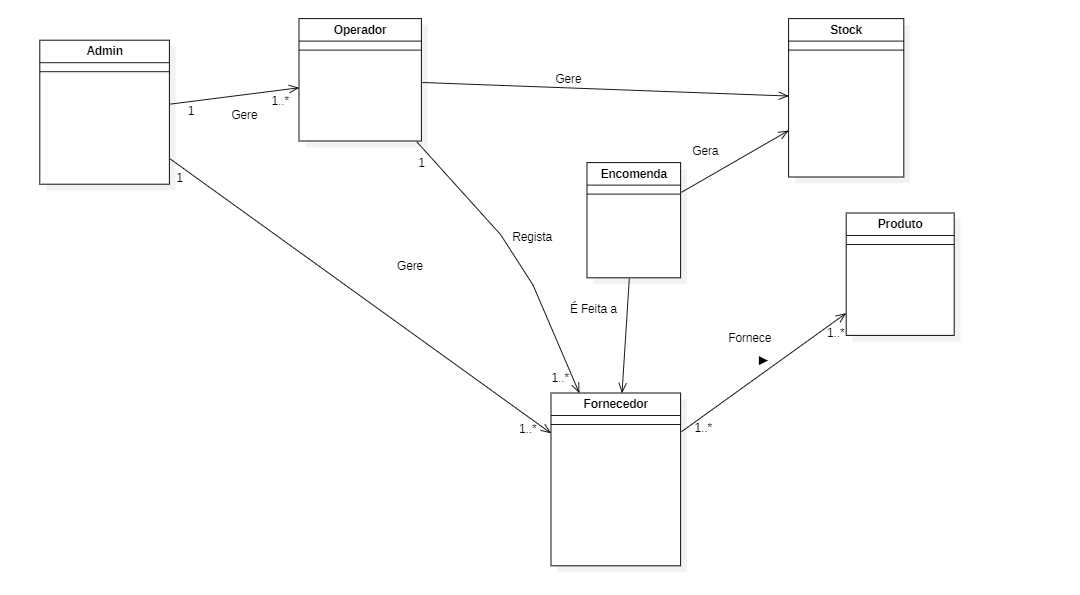 Admin
Operador
Stock
Gere
1
1..*
Gere
1
Gera
1
Encomenda
Produto
Regista
Gere
É Feita a
Fornece
►
1..*
1..*
Fornecedor
1..*
1..*